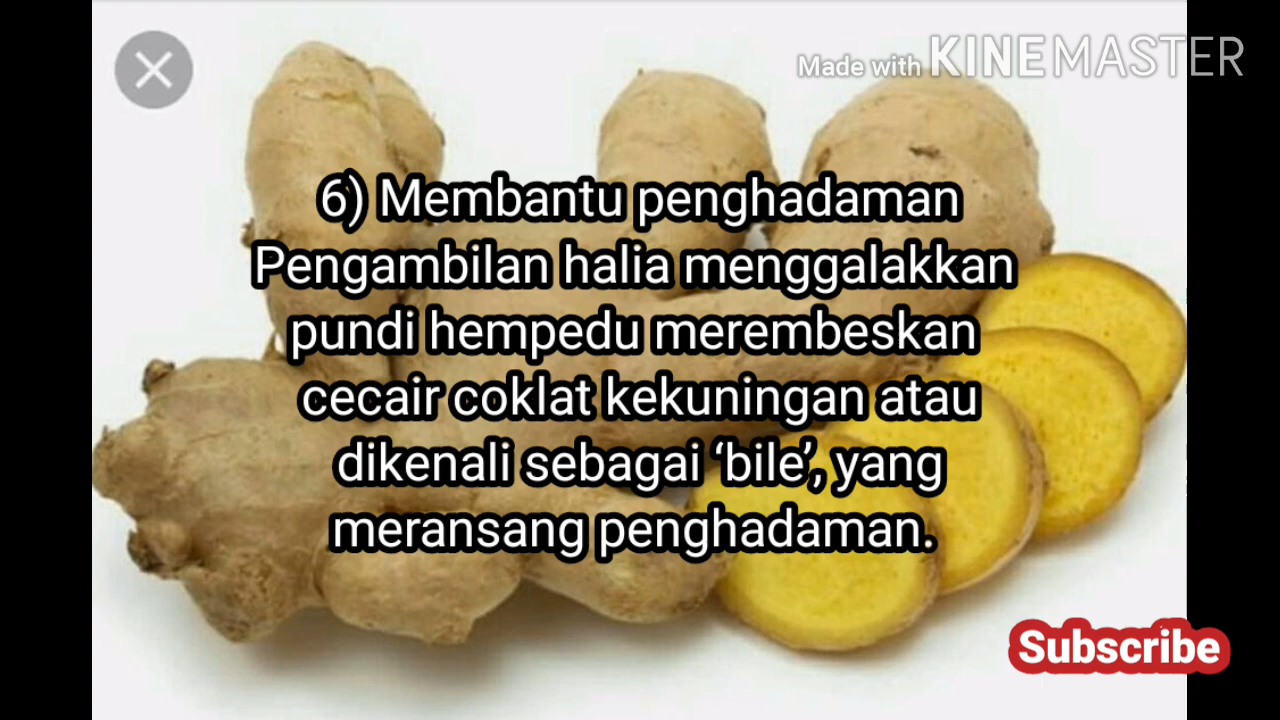 Made with KINEMASTER
6) Membantu penghadaman
Pengambilan halia menggalakkan
pundi hempedu merembeskan
cecair coklat kekuningan atau
dikenali sebagai ‘bile’, yang
meransang penghadaman.
Subscribe